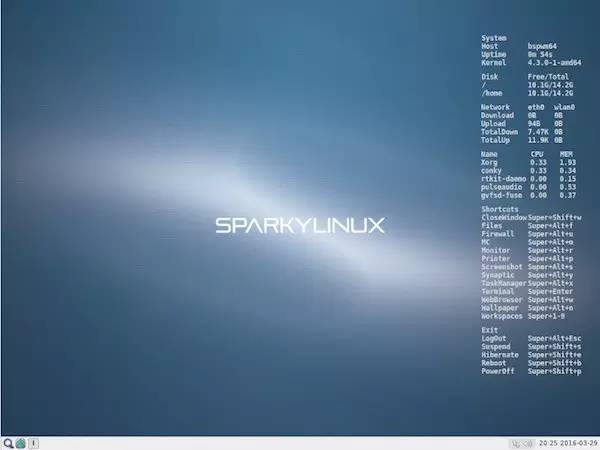 System
Host bspwm64
Uptime 0m 54s
Kernel 4.3.0-1-amd64
Disk Free/Total
/ 10.1G/14.2G
/home 10.1G/14.2G
Network eth0 wlan0
Download 0B 0B
Upload 94B 0B
TotalDown 7.47K 0B
TotalUp 11.9K 0B
Name CPU MEM
Xorg 0.33 1.93
conky 0.33 0.34
rtkit-daemo 0.00 0.15
pulseaudio 0.00 0.53
gvfsd-fuse 0.00 0.37
Shortcuts
CloseWindow Super+Shift+w
Files Super+Alt+f
Firewall Super+Alt+u
MC Super+Alt+m
Monitor Super+Alt+r
Printer Super+Alt+p
Screenshot Super+Alt+s
Synaptic Super+Alt+y
TaskManager Super+Alt+x
Terminal Super+Enter
WebBrowser Super+Alt+w
Wallpaper Super+Alt+n
Workspaces Super+1-0
Exit
LogOut Super+Alt+Esc
Suspend Super+Shift+s
Hibernate Super+Shift+e
Reboot Super+Shift+b
PowerOff Super+Shift+p
SPARKYLINUX
20:25 2016-03-29